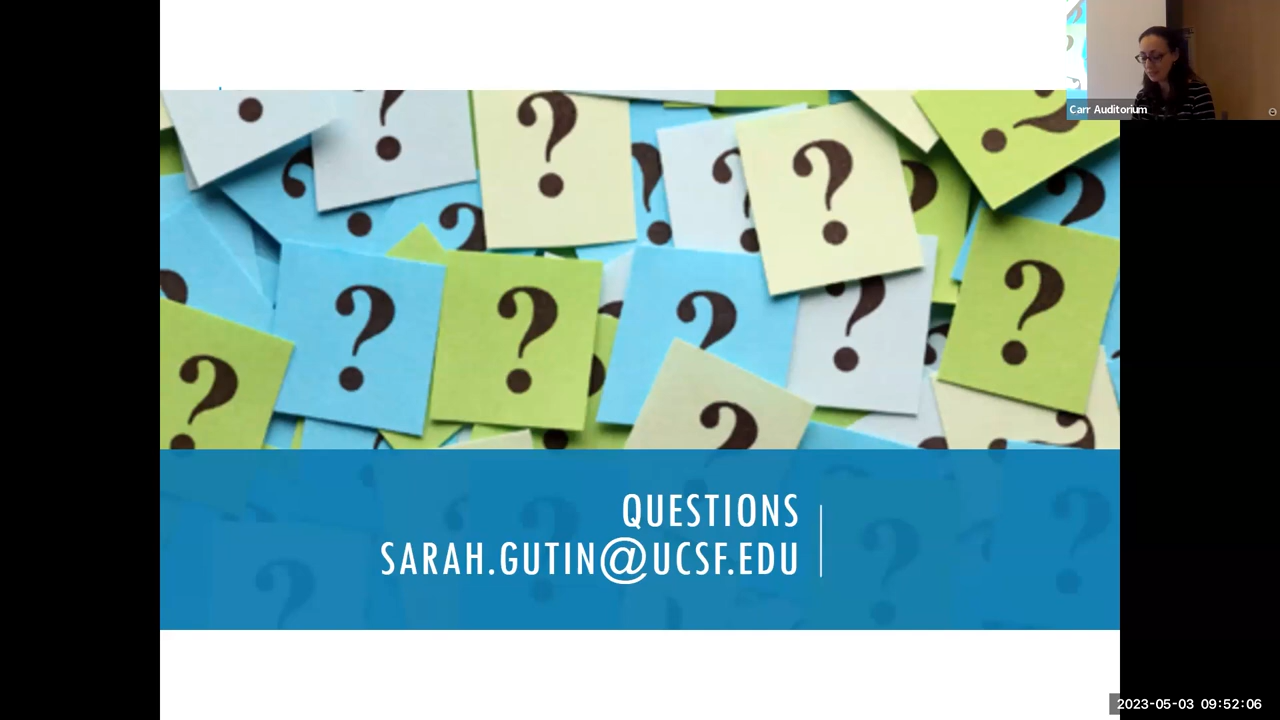 Carr Auditorium
? ? ? ? ? ? ?
? ? ? ? ? ?
? ? ? ? ? ?
? ?
QUESTIONS
SARAH.GUTIN@UCSF.EDU
2023-05-03 09:52:06